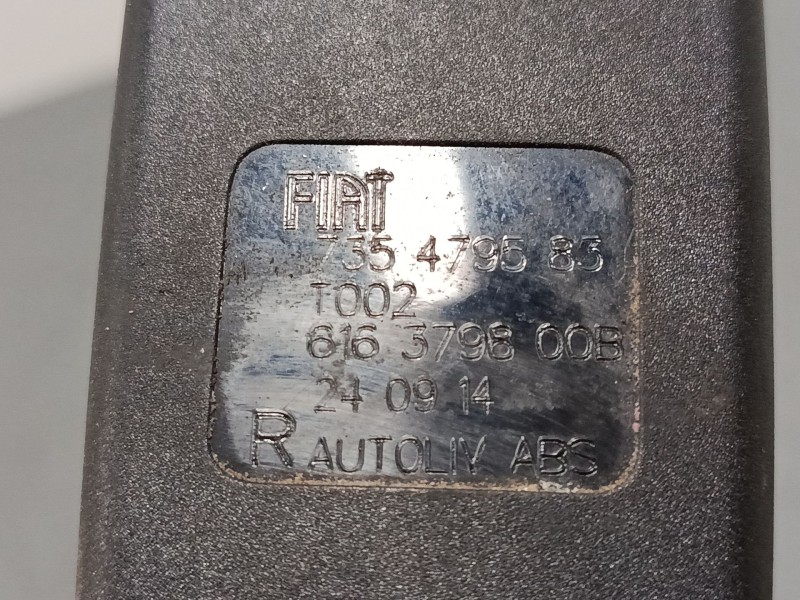 FIAT
735 4795 83
T002
616 3798 00B
24 09 14
R AUTOLIV ABS